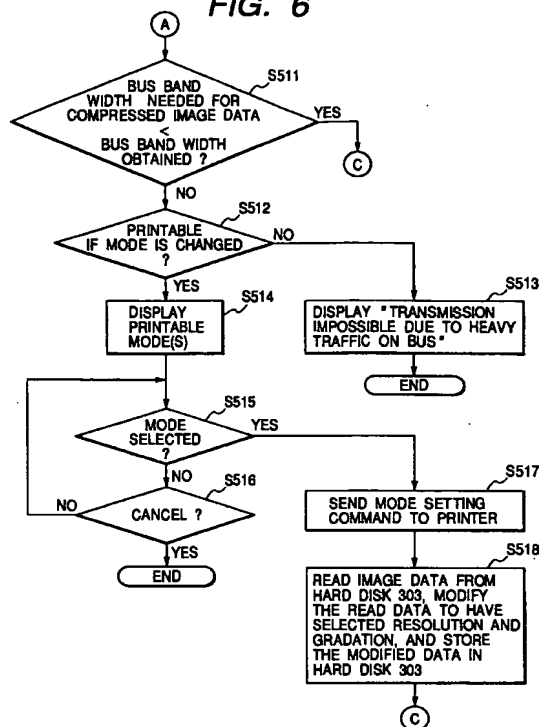 FIG. 6
A
S511
BUS BAND
WIDTH NEEDED FOR
COMPRESSED IMAGE DATA
<
BUS BAND WIDTH
OBTAINED ?
YES
C
NO
S512
PRINTABLE
IF MODE IS CHANGED
?
NO
YES
S514
DISPLAY
PRINTABLE
MODE(S)
S513
DISPLAY "TRANSMISSION
IMPOSSIBLE DUE TO HEAVY
TRAFFIC ON BUS"
END
S515
MODE
SELECTED
?
YES
NO
S516
CANCEL ?
NO
YES
END
S517
SEND MODE SETTING
COMMAND TO PRINTER
S518
READ IMAGE DATA FROM
HARD DISK 303, MODIFY
THE READ DATA TO HAVE
SELECTED RESOLUTION AND
GRADATION, AND STORE
THE MODIFIED DATA IN
HARD DISK 303
C